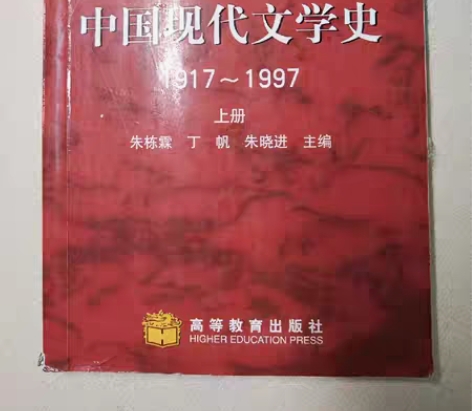 中国现代文学史
1917～1997
上册
朱栋霖 丁 帆 朱晓进 主编
高等教育出版社
HIGHER EDUCATION PRESS